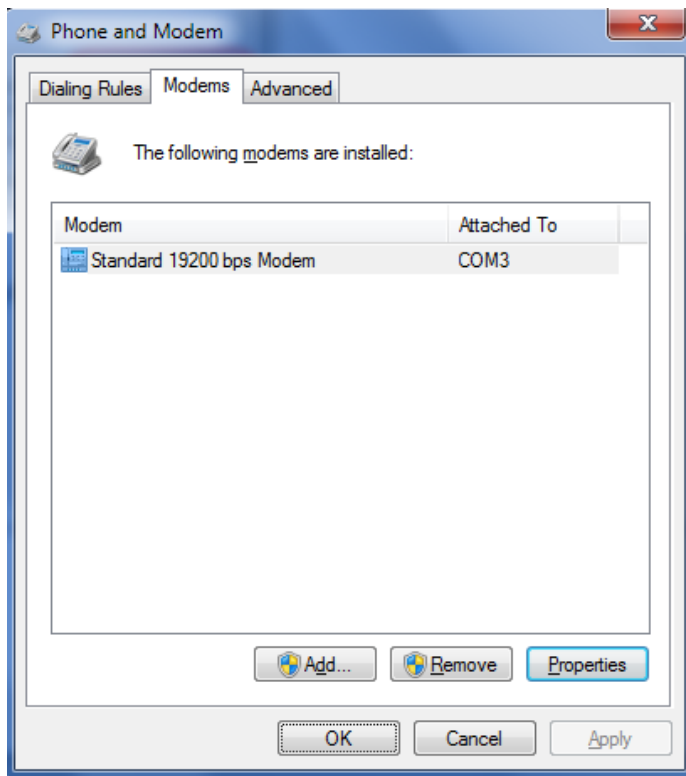 Phone and Modem
Dialing Rules Modems Advanced
The following modems are installed:
Modem Attached To
Standard 19200 bps Modem COM3
Add... Remove Properties
OK Cancel Apply